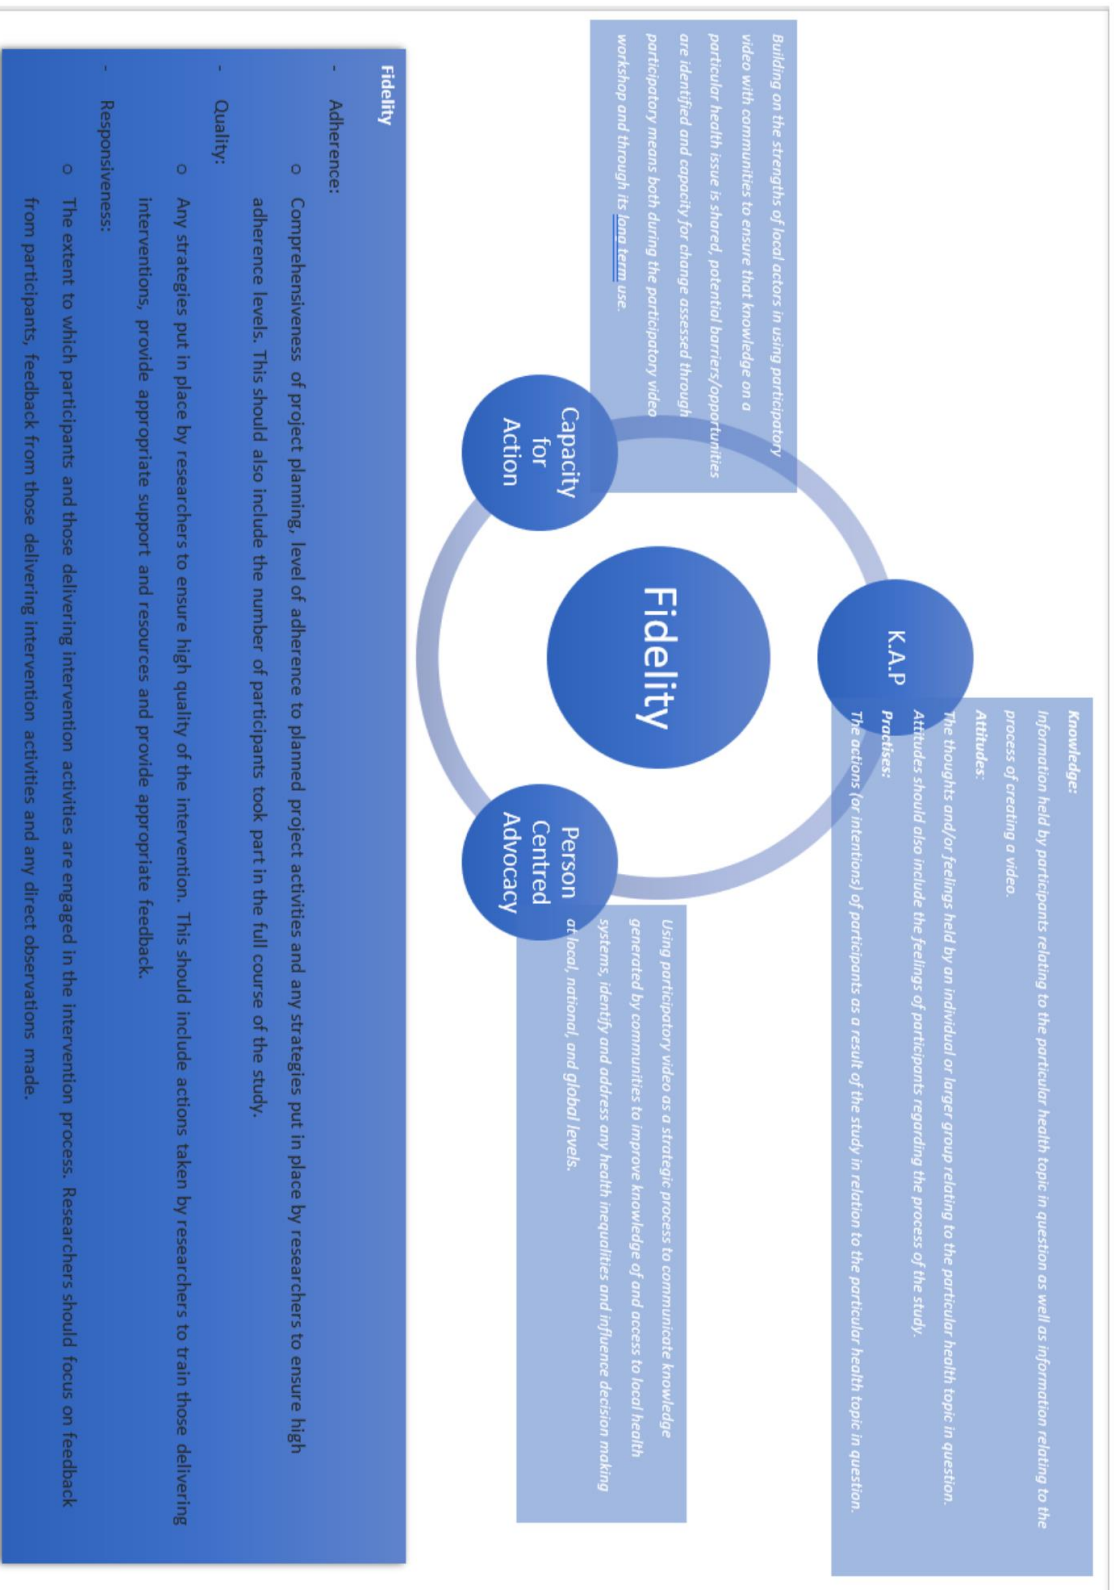 Knowledge:
Information held by participants relating to the particular health topic in question as well as information relating to the
process of creating a video.
Attitudes:
The thoughts and/or feelings held by an individual or larger group relating to the particular health topic in question.
Attitudes should also include the feelings of participants regarding the process of the study.
Practises:
The actions (or intentions) of participants as a result of the study in relation to the particular health topic in question.
K.A.P
Building on the strengths of local actors in using participatory
video with communities to ensure that knowledge on a
particular health issue is shared, potential barriers/opportunities
are identified and capacity for change assessed through
participatory means both during the participatory video
workshop and through its long term use.
Fidelity
Capacity
for
Action
Person
Centred
Advocacy
Using participatory video as a strategic process to communicate knowledge
generated by communities to improve knowledge of and access to local health
systems, identify and address any health inequalities and influence decision making
at local, national, and global levels.
Fidelity
- Adherence:
o Comprehensiveness of project planning, level of adherence to planned project activities and any strategies put in place by researchers to ensure high
adherence levels. This should also include the number of participants took part in the full course of the study.
- Quality:
o Any strategies put in place by researchers to ensure high quality of the intervention. This should include actions taken by researchers to train those delivering
interventions, provide appropriate support and resources and provide appropriate feedback.
- Responsiveness:
o The extent to which participants and those delivering intervention activities are engaged in the intervention process. Researchers should focus on feedback
from participants, feedback from those delivering intervention activities and any direct observations made.